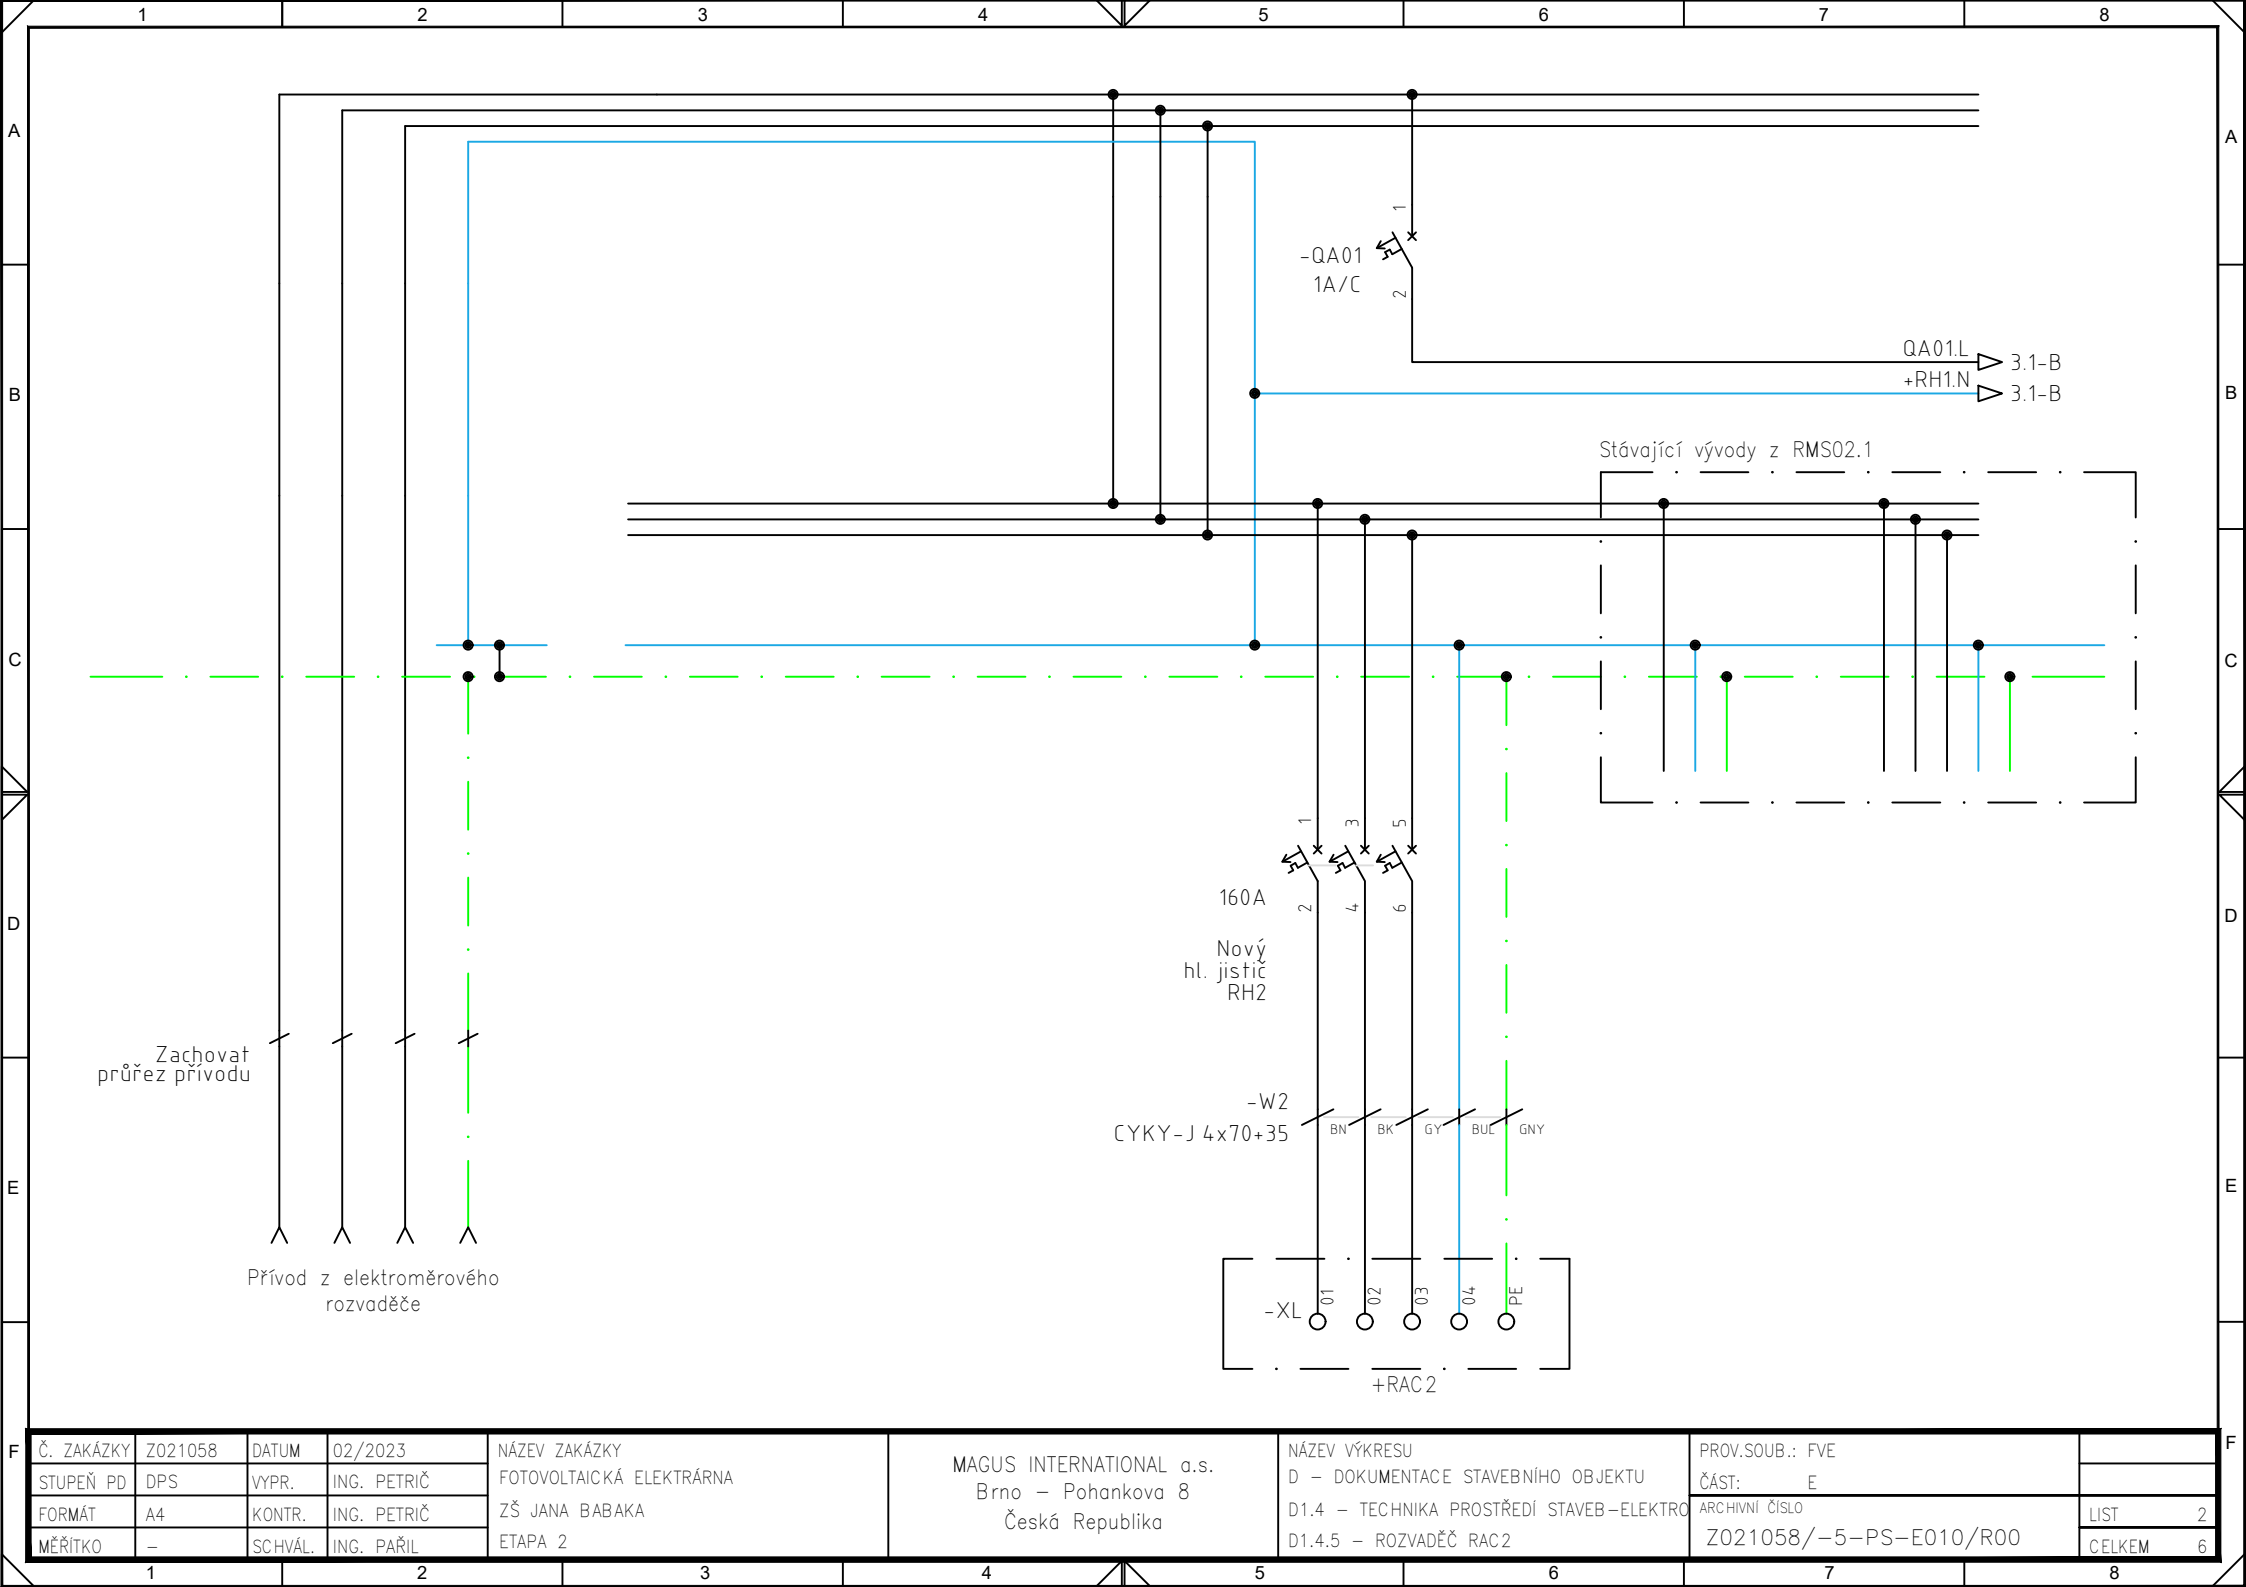 1 2 3 4 5 6 7 8
A A
1
-QA01
1A/C
2
QA01.L 3.1-B
+RH1.N 3.1-B
B B
Stávající vývody z RMS02.1
C C
1 3 5
160A
2 4 6
D D
Nový
hl. jistič
RH2
Zachovat
průřez přívodu
-W2
CYKY-J 4x70+35
BN BK GY BUL GNY
E E
Přívod z elektroměrového
rozvaděče
-XL 01 02 03 04 PE
+RAC2
F F
Č. ZAKÁZKY Z021058 DATUM 02/2023
STUPEŇ PD DPS VYPR. ING. PETRIČ
FORMÁT A4 KONTR. ING. PETRIČ
MĚŘÍTKO – SCHVÁL. ING. PAŘIL
NÁZEV ZAKÁZKY
FOTOVOLTAICKÁ ELEKTRÁRNA
ZŠ JANA BABAKA
ETAPA 2
MAGUS INTERNATIONAL a.s.
Brno – Pohankova 8
Česká Republika
NÁZEV VÝKRESU
D – DOKUMENTACE STAVEBNÍHO OBJEKTU
D1.4 – TECHNIKA PROSTŘEDÍ STAVEB-ELEKTRO
D1.4.5 – ROZVADĚČ RAC2
PROV.SOUB.: FVE
ČÁST: E
ARCHIVNÍ ČÍSLO
Z021058/-5-PS-E010/R00
LIST 2
CELKEM 6
1 2 3 4 5 6 7 8